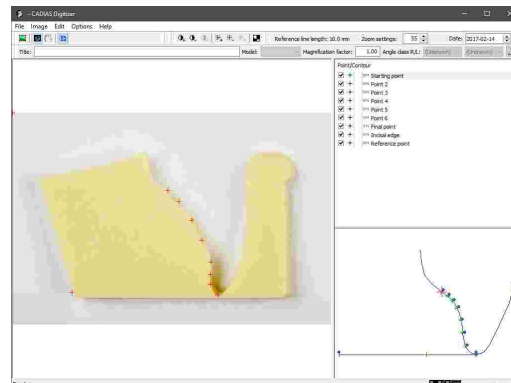 - CADIAS Digitizer
File Image Edit Options Help
Reference line length: 10.0 mm Zoom settings: 55 Date: 2017-02-14
Title: Model: Magnification factor: 1.00 Angle class R/L: (Unknown) (Unknown)
Point/Contour
Starting point
Point 2
Point 3
Point 4
Point 5
Point 6
Final point
Incisal edge
Reference point